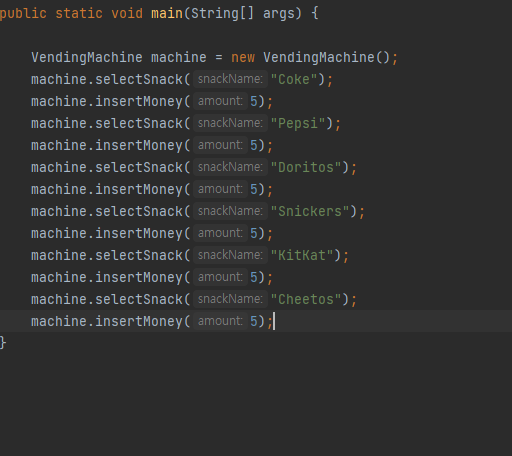 public static void main(String[] args) {
VendingMachine machine = new VendingMachine();
machine.selectSnack( snackName: "Coke");
machine.insertMoney( amount: 5);
machine.selectSnack( snackName: "Pepsi");
machine.insertMoney( amount: 5);
machine.selectSnack( snackName: "Doritos");
machine.insertMoney( amount: 5);
machine.selectSnack( snackName: "Snickers");
machine.insertMoney( amount: 5);
machine.selectSnack( snackName: "KitKat");
machine.insertMoney( amount: 5);
machine.selectSnack( snackName: "Cheetos");
machine.insertMoney( amount: 5);
}